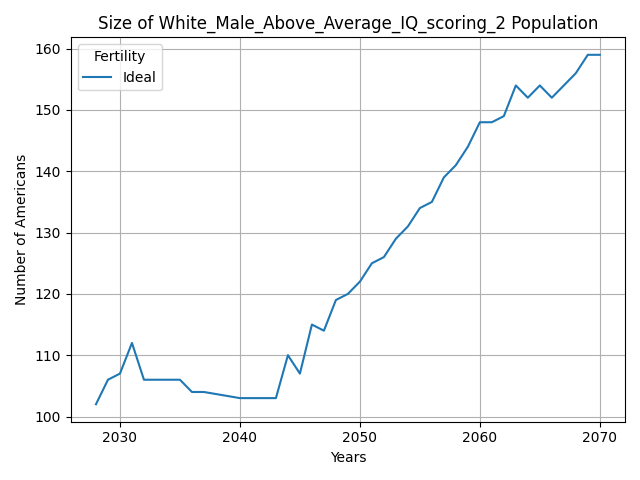 Size of White_Male_Above_Average_IQ_scoring_2 Population
Fertility
Ideal
160
150
140
130
120
110
100
Number of Americans
2030
2040
2050
2060
2070
Years